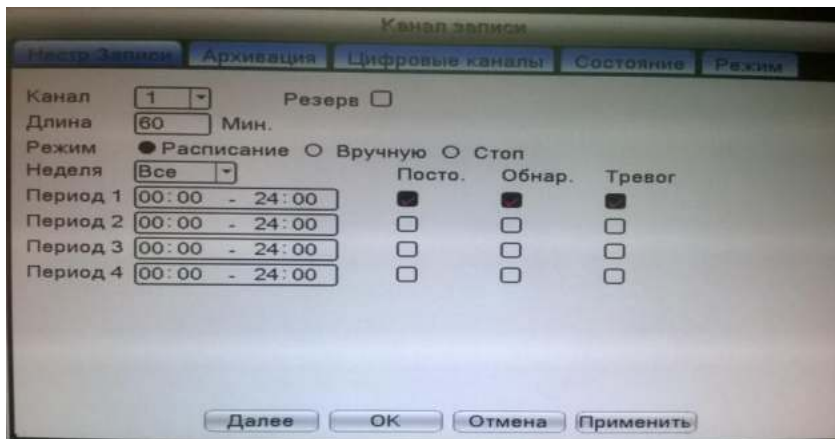 Канал записи
Настр Записи Архивация Цифровые каналы Состояние Режим
Канал 1 Резерв
Длина 60 Мин.
Режим Расписание Вручную Стоп
Неделя Все Посто. Обнар. Тревог
Период 1 00:00 - 24:00
Период 2 00:00 - 24:00
Период 3 00:00 - 24:00
Период 4 00:00 - 24:00
Далее OK Отмена Применить